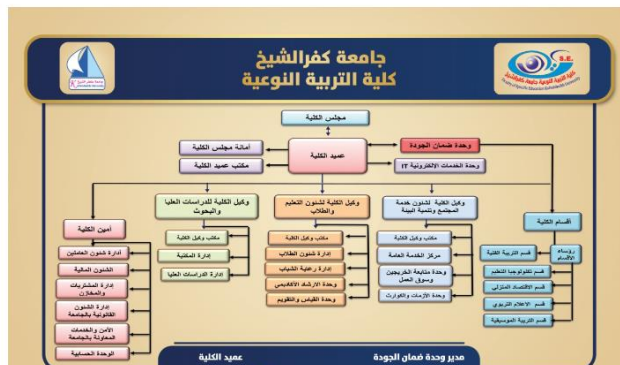 جامعة كفرالشيخ
كلية التربية النوعية
S.E.
مجلس الكلية
أمانة مجلس الكلية
مكتب عميد الكلية
عميد الكلية
وحدة ضمان الجودة
وحدة الخدمات الالكترونية IT
أقسام الكلية
رؤساء
الأقسام
قسم التربية الفنية
قسم تكنولوجيا التعليم
قسم الاقتصاد المنزلى
قسم الاعلام التربوي
قسم التربية الموسيقية
وكيل الكلية لشئون خدمة
المجتمع وتنمية البيئة
مكتب وكيل الكلية
مركز الخدمة العامة
وحدة متابعة الخريجين
وسوق العمل
وحدة الأزمات والكوارث
وكيل الكلية لشئون التعليم
والطلاب
مكتب وكيل الكلية
إدارة شئون الطلاب
إدارة رعاية الشباب
وحدة الارشاد الأكاديمى
وحدة القياس والتقويم
وكيل الكلية للدراسات العليا
والبحوث
مكتب وكيل الكلية
إدارة المكتبة
إدارة الدراسات العليا
أمين الكلية
أدارة شئون العاملين
الشئون المالية
إدارة المشتريات
والمخازن
إدارة الشئون
القانونية بالجامعة
الأمن والخدمات
المعاونة بالجامعة
الوحدة الحسابية
مدير وحدة ضمان الجودة
عميد الكلية